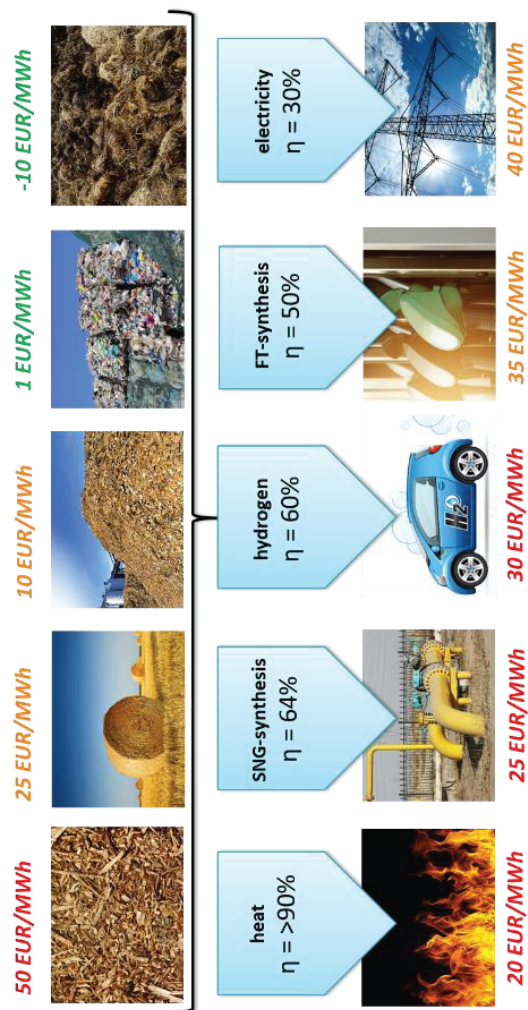 50 EUR/MWh
25 EUR/MWh
10 EUR/MWh
1 EUR/MWh
-10 EUR/MWh
heat
η = >90%
SNG-synthesis
η = 64%
hydrogen
η = 60%
FT-synthesis
η = 50%
electricity
η = 30%
H2
20 EUR/MWh
25 EUR/MWh
30 EUR/MWh
35 EUR/MWh
40 EUR/MWh